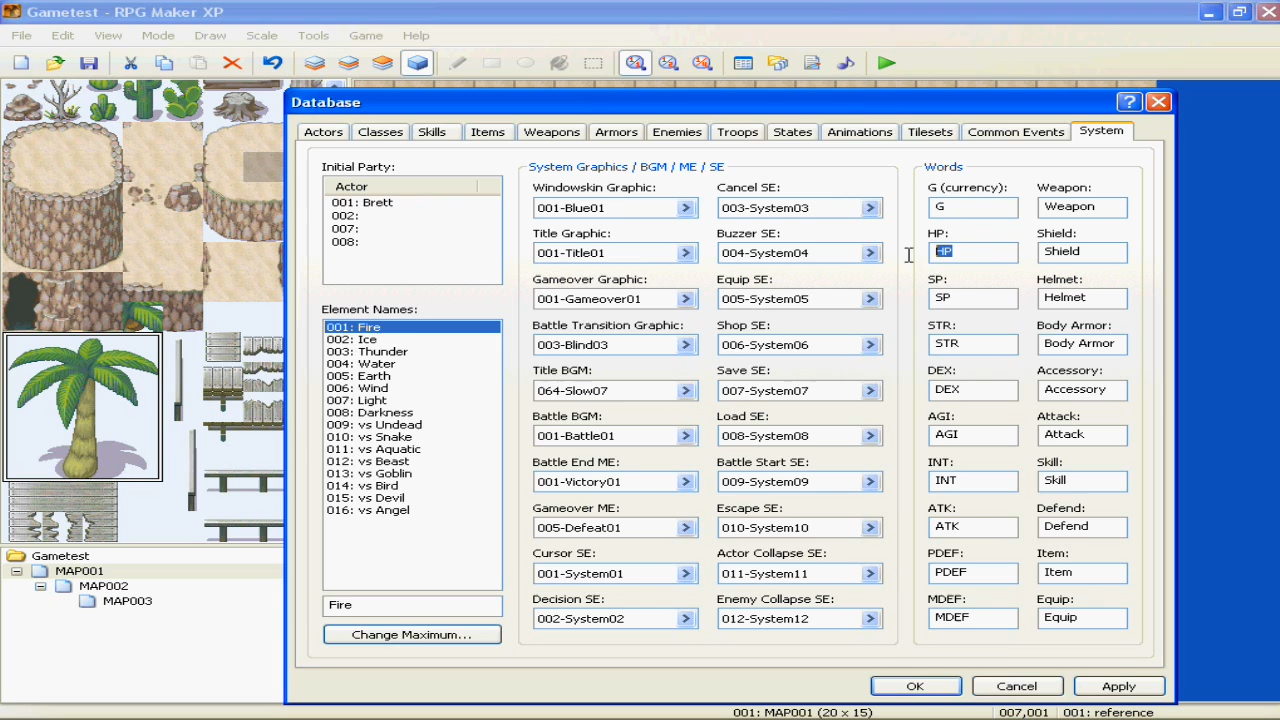 Gametest - RPG Maker XP
File Edit View Mode Draw Scale Tools Game Help
Database
Actors Classes Skills Items Weapons Armors Enemies Troops States Animations Tilesets Common Events System
Initial Party:
Actor
001: Brett
002:
007:
008:
Element Names:
001: Fire
002: Ice
003: Thunder
004: Water
005: Earth
006: Wind
007: Light
008: Darkness
009: vs Undead
010: vs Snake
011: vs Aquatic
012: vs Beast
013: vs Goblin
014: vs Bird
015: vs Devil
016: vs Angel
Fire
Change Maximum...
System Graphics / BGM / ME / SE
Windowskin Graphic: Cancel SE:
001-Blue01 003-System03
Title Graphic: Buzzer SE:
001-Title01 004-System04
Gameover Graphic: Equip SE:
001-Gameover01 005-System05
Battle Transition Graphic: Shop SE:
003-Blind03 006-System06
Title BGM: Save SE:
064-Slow07 007-System07
Battle BGM: Load SE:
001-Battle01 008-System08
Battle End ME: Battle Start SE:
001-Victory01 009-System09
Gameover ME: Escape SE:
005-Defeat01 010-System10
Cursor SE: Actor Collapse SE:
001-System01 011-System11
Decision SE: Enemy Collapse SE:
002-System02 012-System12
Words
G (currency): Weapon:
G Weapon
HP: Shield:
HP Shield
SP: Helmet:
SP Helmet
STR: Body Armor:
STR Body Armor
DEX: Accessory:
DEX Accessory
AGI: Attack:
AGI Attack
INT: Skill:
INT Skill
ATK: Defend:
ATK Defend
PDEF: Item:
PDEF Item
MDEF: Equip:
MDEF Equip
OK Cancel Apply
Gametest
MAP001
MAP002
MAP003
001: MAP001 (20 x 15) 007,001 001: reference